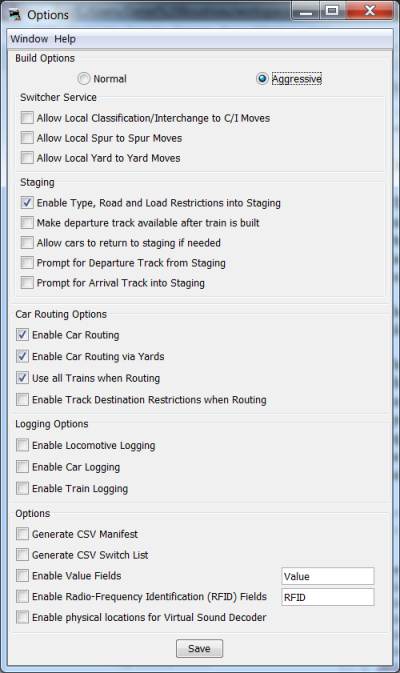 Options
Window Help
Build Options
Normal Aggressive
Switcher Service
Allow Local Classification/Interchange to C/I Moves
Allow Local Spur to Spur Moves
Allow Local Yard to Yard Moves
Staging
Enable Type, Road and Load Restrictions into Staging
Make departure track available after train is built
Allow cars to return to staging if needed
Prompt for Departure Track from Staging
Prompt for Arrival Track into Staging
Car Routing Options
Enable Car Routing
Enable Car Routing via Yards
Use all Trains when Routing
Enable Track Destination Restrictions when Routing
Logging Options
Enable Locomotive Logging
Enable Car Logging
Enable Train Logging
Options
Generate CSV Manifest
Generate CSV Switch List
Enable Value Fields Value
Enable Radio-Frequency Identification (RFID) Fields RFID
Enable physical locations for Virtual Sound Decoder
Save